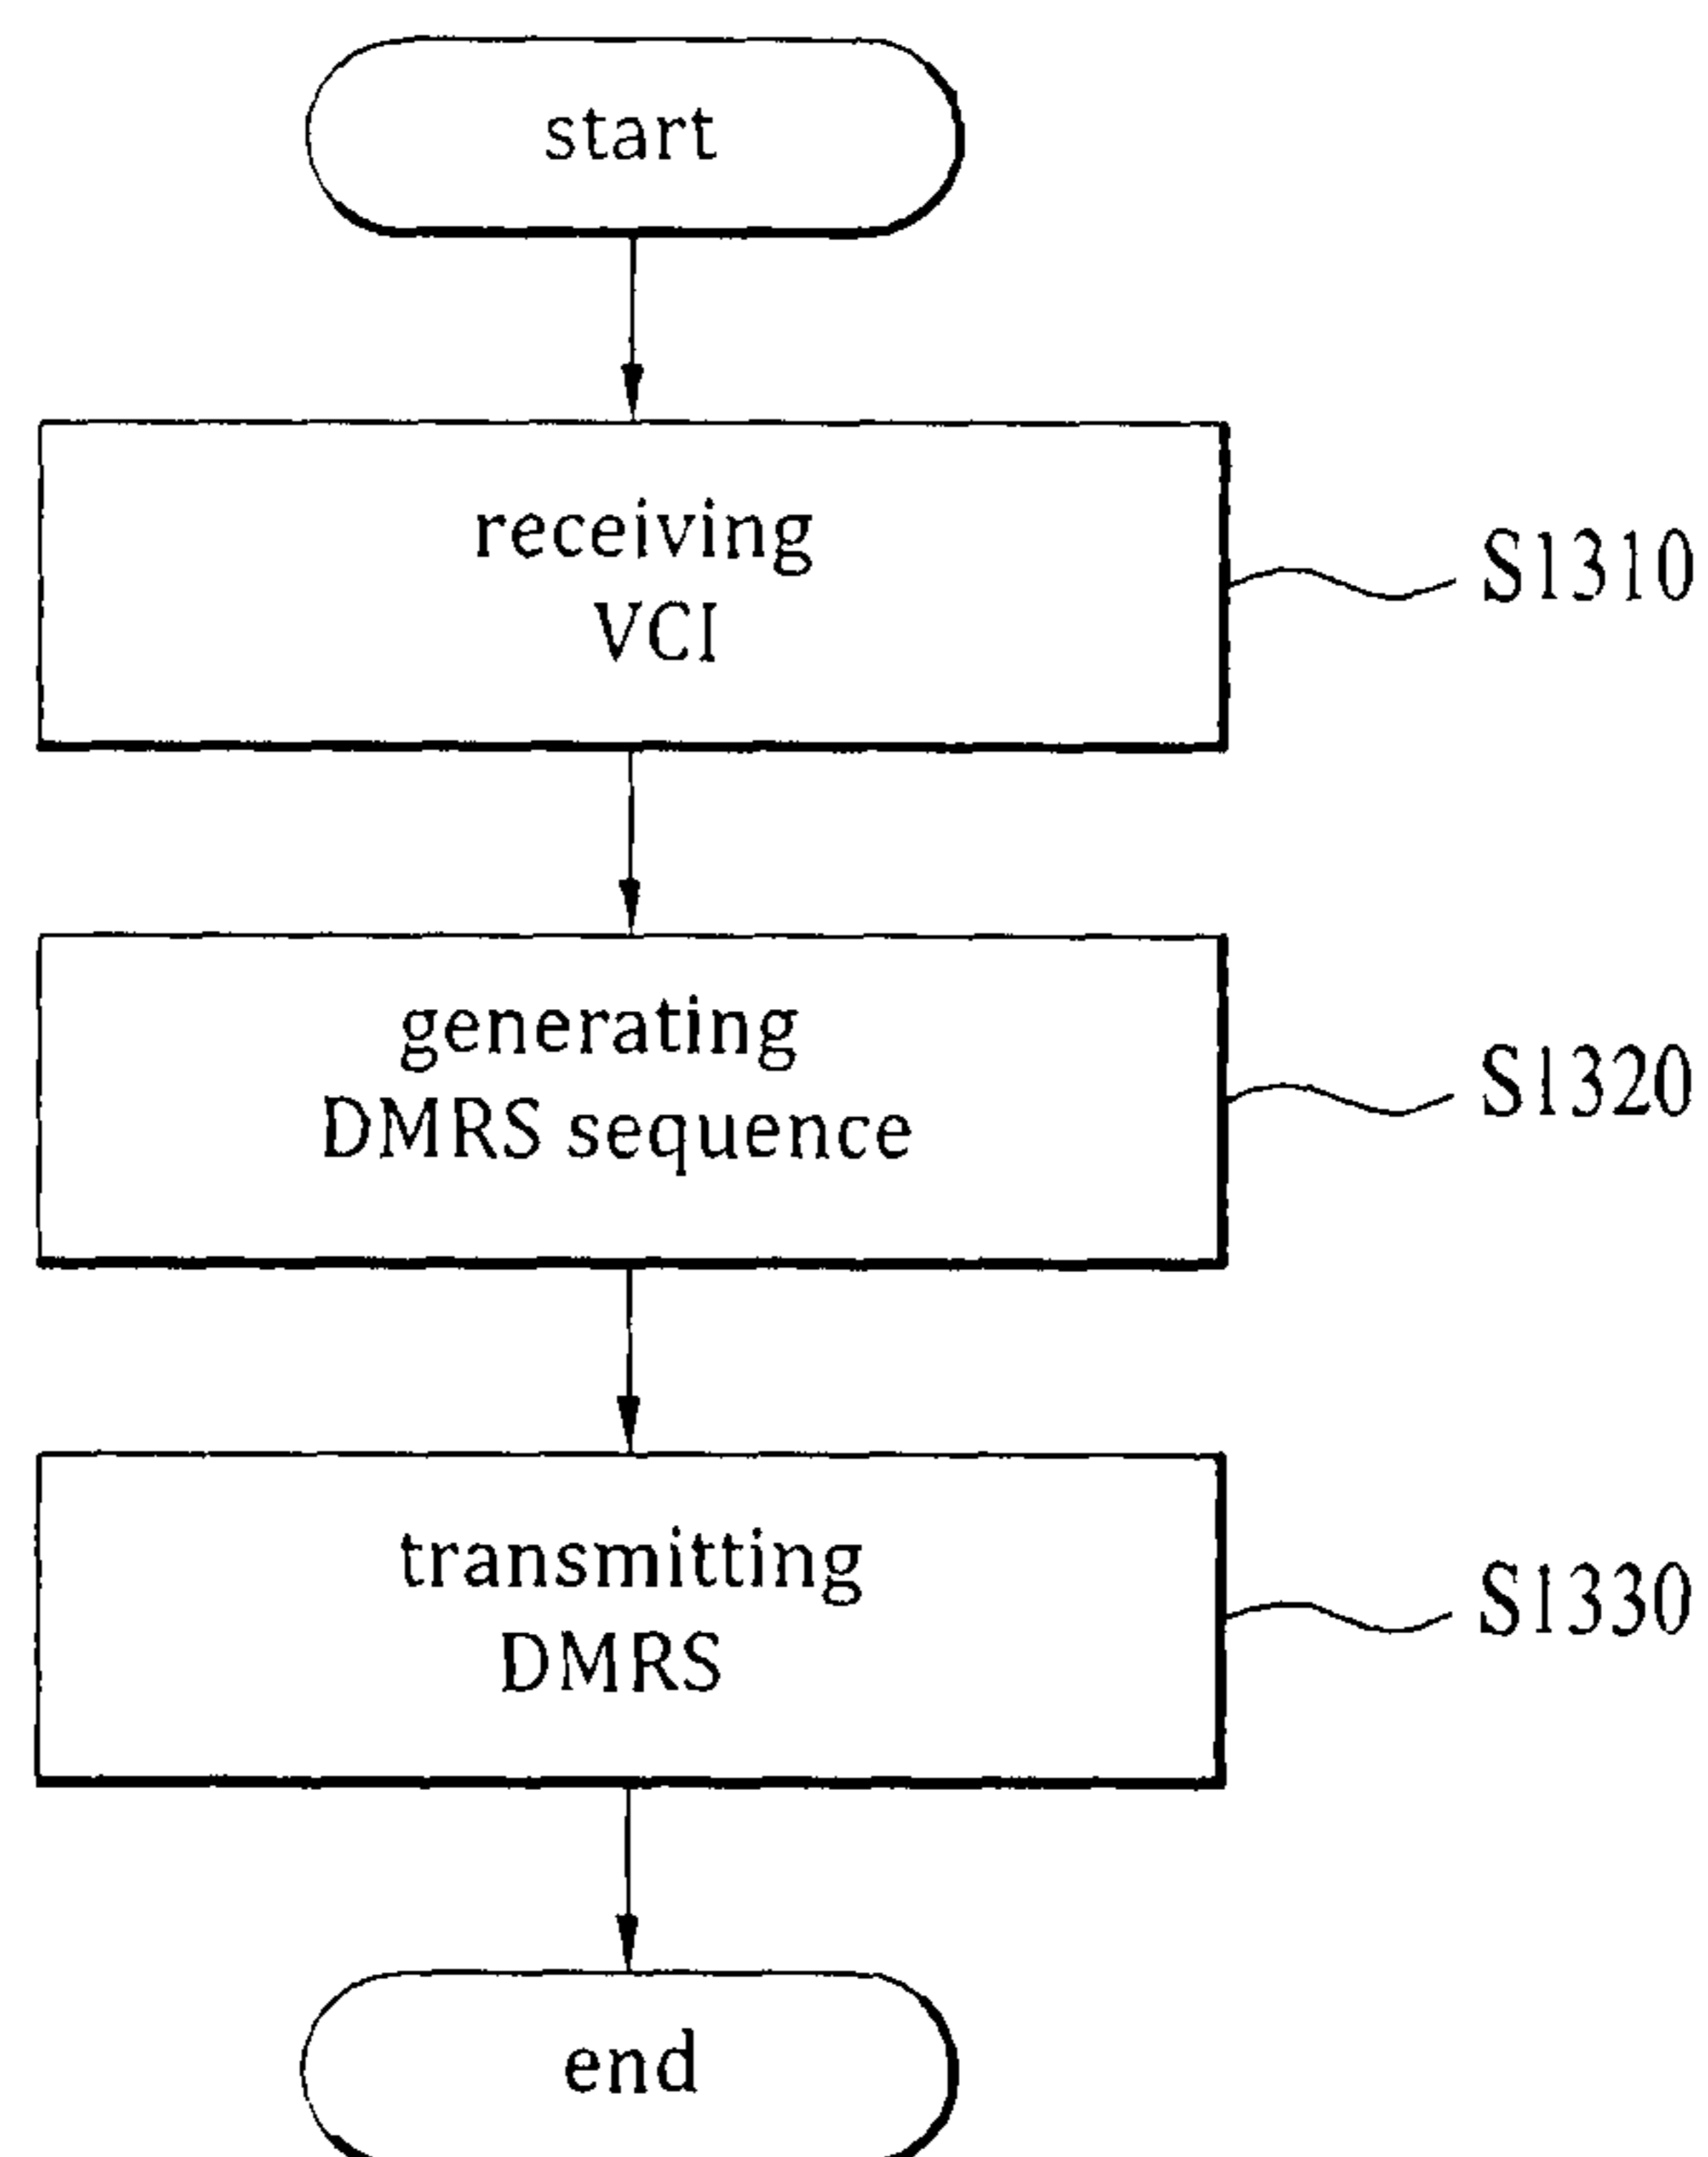 start
receiving
VCI
S1310
generating
DMRS sequence
S1320
transmitting
DMRS
S1330
end